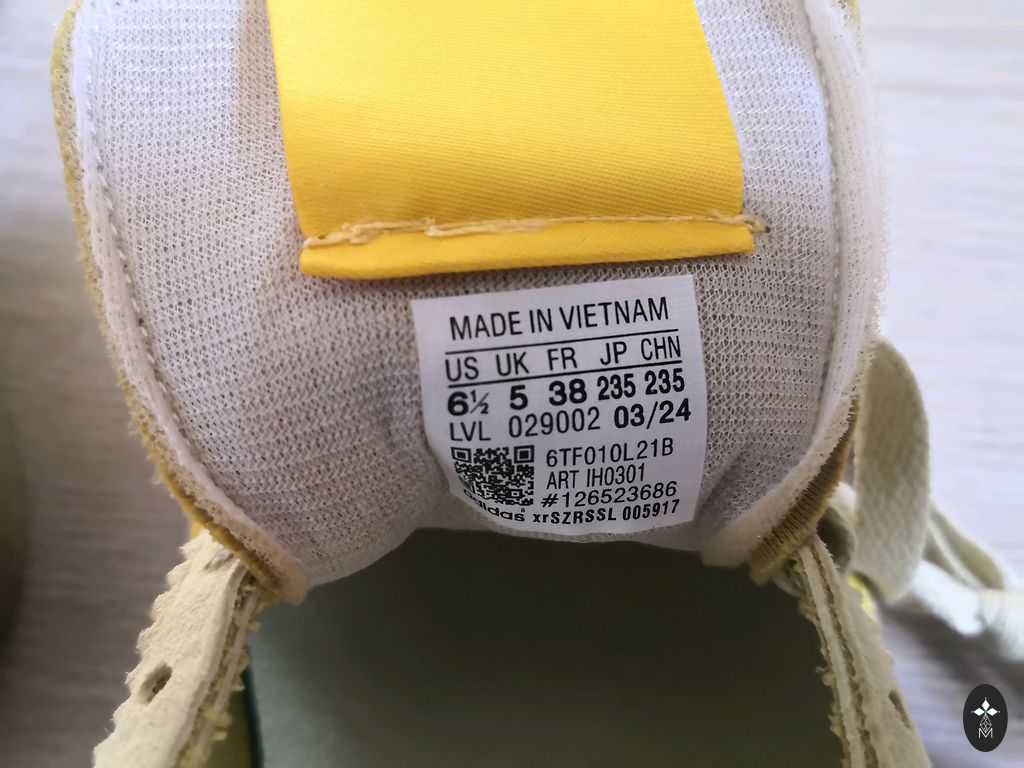 MADE IN VIETNAM
US UK FR JP CHN
6½ 5 38 235 235
LVL 029002 03/24
6TF010L21B
ART IH0301
#126523686
adidas xrSZRSSL 005917
M